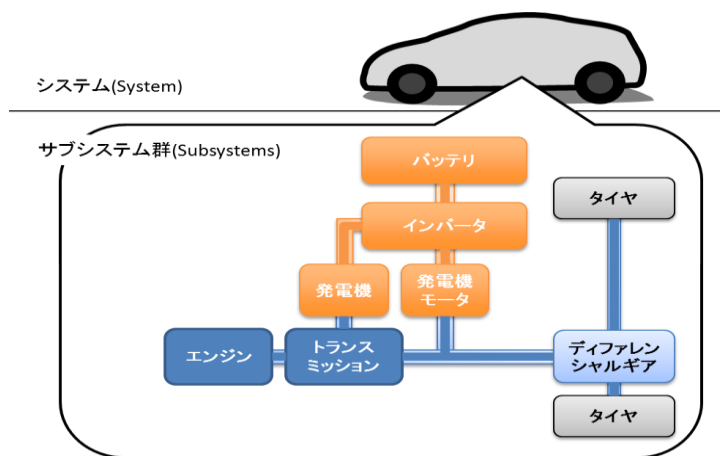 システム(System)
サブシステム群(Subsystems)
バッテリ
タイヤ
インバータ
発電機
発電機
モータ
エンジン
トランス
ミッション
ディファレン
シャルギア
タイヤ